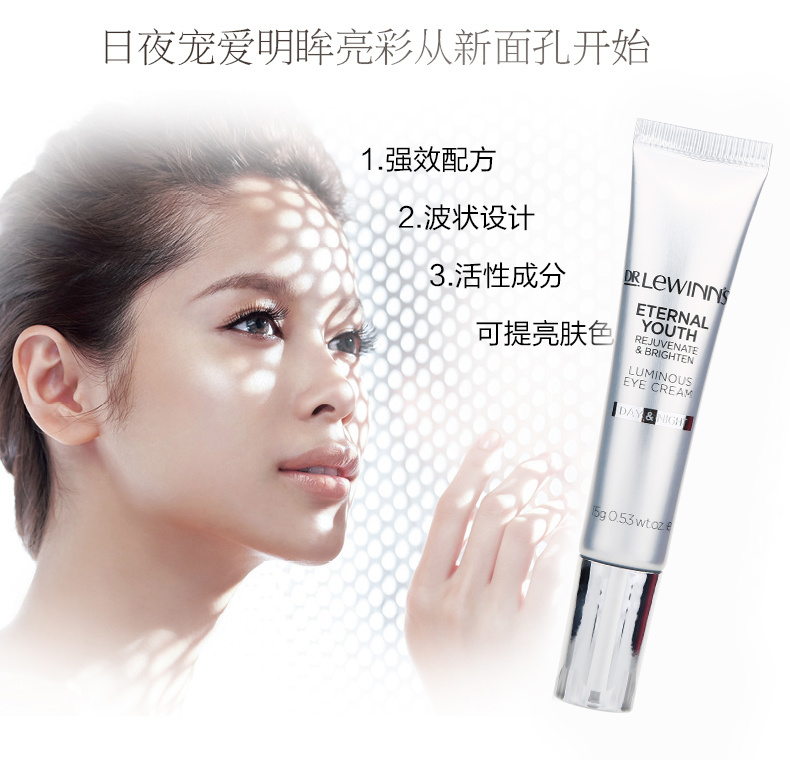 日夜宠爱明眸亮彩从新面孔开始
1.强效配方
2.波状设计
3.活性成分
可提亮肤色
DR.LEWINN'S
ETERNAL
YOUTH
REJUVENATE
& BRIGHTEN
LUMINOUS
EYE CREAM
DAY & NIGHT
15g 0.53 wt.oz. e